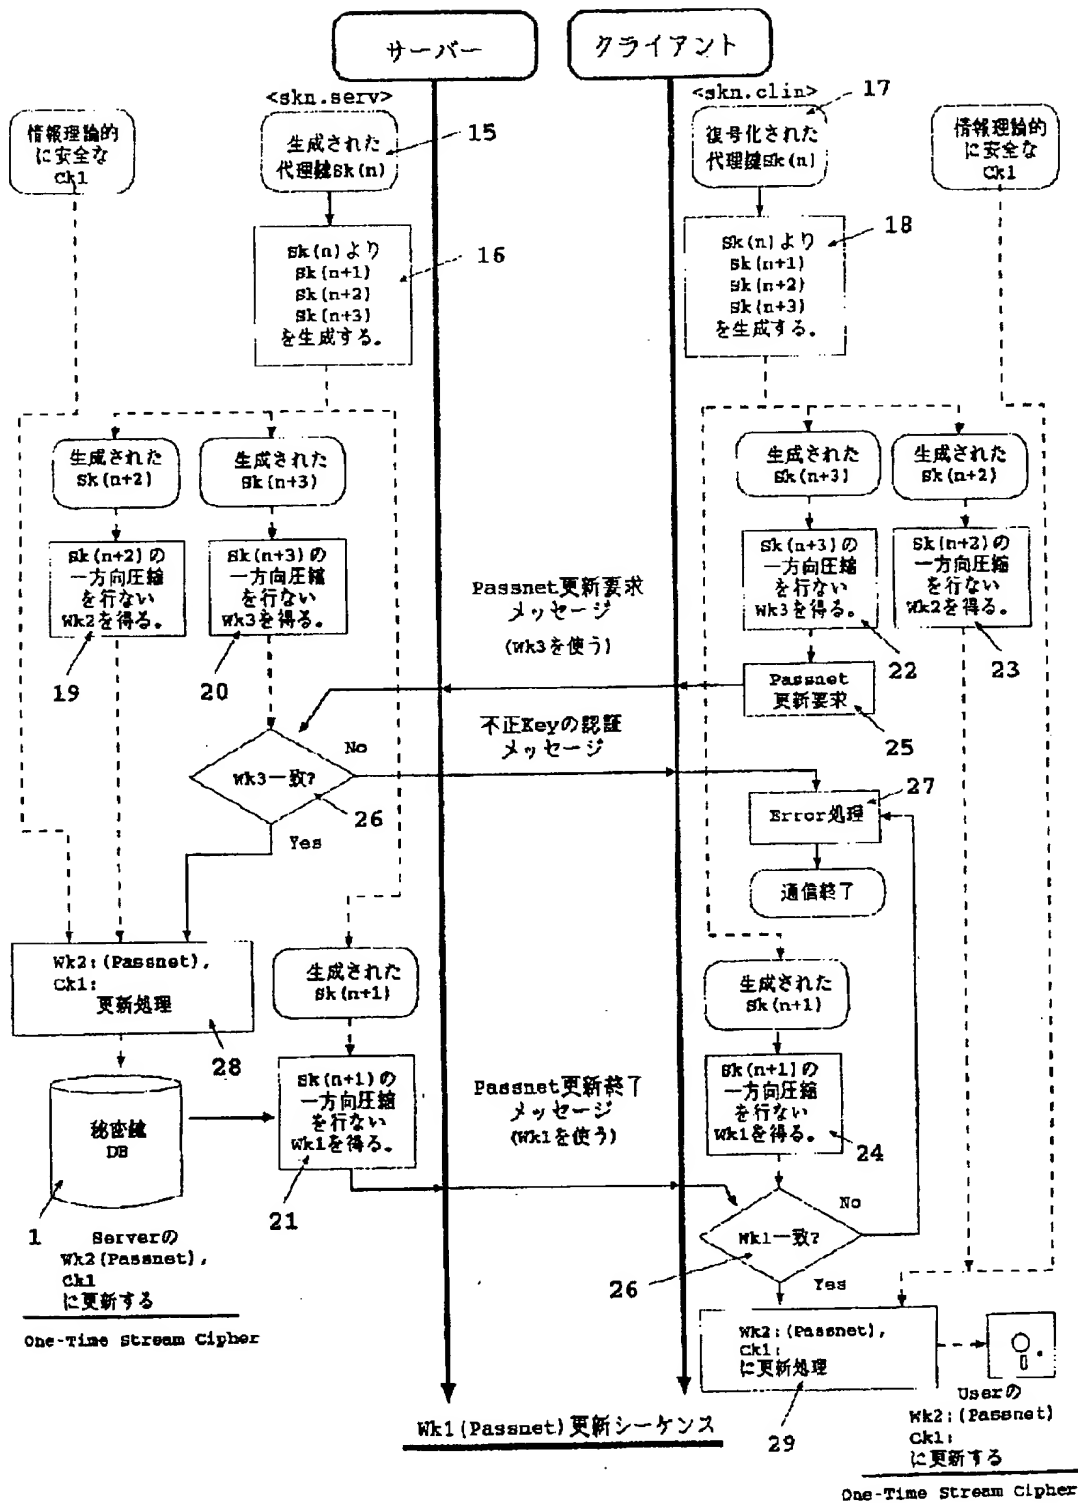 サーバー
クライアント
<skn.serv>
<skn.clin>
17
情報理論的
に安全な
Ck1
生成された
代理鍵Sk(n)
15
復号化された
代理鍵Sk(n)
情報理論的
に安全な
Ck1
Sk(n)より
Sk(n+1)
Sk(n+2)
Sk(n+3)
を生成する。
16
Sk(n)より
Sk(n+1)
Sk(n+2)
Sk(n+3)
を生成する。
18
生成された
Sk(n+2)
生成された
Sk(n+3)
生成された
Sk(n+3)
生成された
Sk(n+2)
Sk(n+2)の
一方向圧縮
を行ない
Wk2を得る。
19
Sk(n+3)の
一方向圧縮
を行ない
Wk3を得る。
20
Passnet更新要求
メッセージ
(Wk3を使う)
Sk(n+3)の
一方向圧縮
を行ない
Wk3を得る。
22
Sk(n+2)の
一方向圧縮
を行ない
Wk2を得る。
23
Passnet
更新要求
25
不正Keyの認証
メッセージ
Wk3一致?
No
26
Yes
Error処理
27
通信終了
Wk2:(Passnet),
Ck1:
更新処理
28
生成された
Sk(n+1)
生成された
Sk(n+1)
秘密鍵
DB
1
Sk(n+1)の
一方向圧縮
を行ない
Wk1を得る。
21
Passnet更新終了
メッセージ
(Wk1を使う)
Sk(n+1)の
一方向圧縮
を行ない
Wk1を得る。
24
Serverの
Wk2(Passnet),
Ck1
に更新する
One-Time Stream Cipher
Wk1一致?
No
26
Yes
Wk2:(Passnet),
Ck1:
に更新処理
29
Userの
Wk2:(Passnet)
Ck1:
に更新する
One-Time Stream Cipher
Wk1(Passnet)更新シーケンス